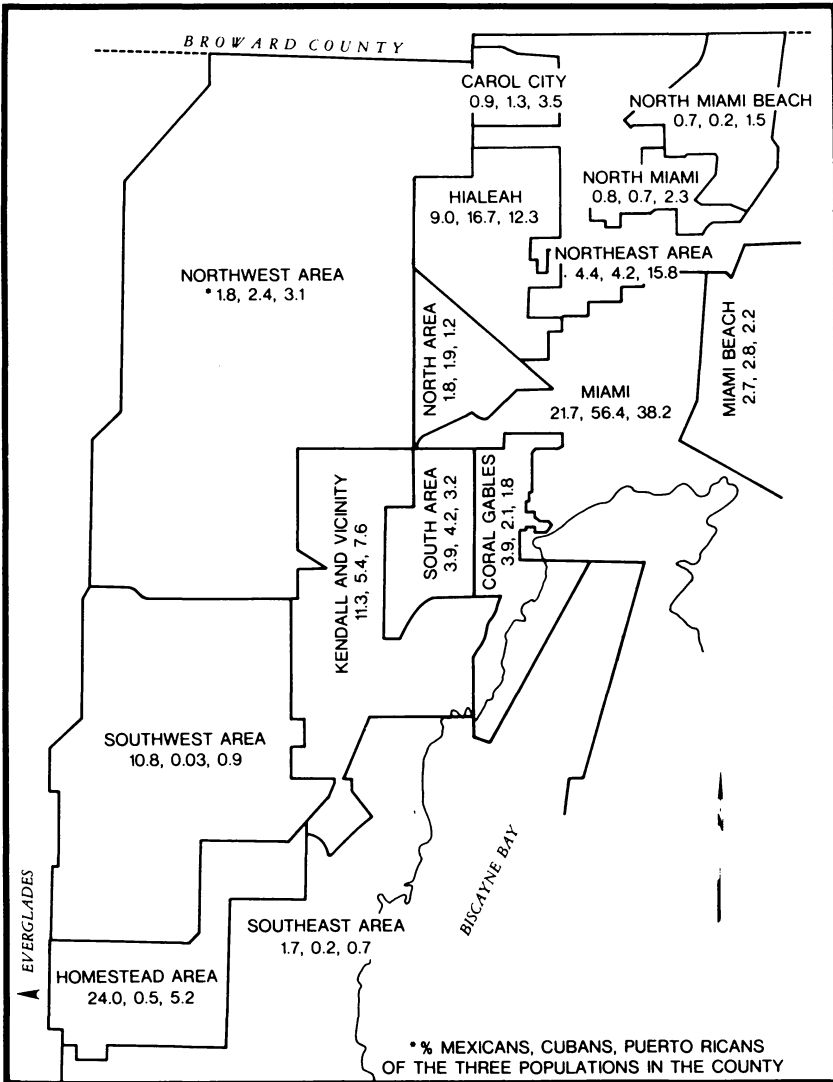 BROWARD COUNTY
CAROL CITY
0.9, 1.3, 3.5
NORTH MIAMI BEACH
0.7, 0.2, 1.5
NORTH MIAMI
0.8, 0.7, 2.3
HIALEAH
9.0, 16.7, 12.3
NORTHEAST AREA
4.4, 4.2, 15.8
NORTHWEST AREA
* 1.8, 2.4, 3.1
NORTH AREA
1.8, 1.9, 1.2
MIAMI BEACH
2.7, 2.8, 2.2
MIAMI
21.7, 56.4, 38.2
KENDALL AND VICINITY
11.3, 5.4, 7.6
SOUTH AREA
3.9, 4.2, 3.2
CORAL GABLES
3.9, 2.1, 1.8
SOUTHWEST AREA
10.8, 0.03, 0.9
BISCAYNE BAY
EVERGLADES
SOUTHEAST AREA
1.7, 0.2, 0.7
HOMESTEAD AREA
24.0, 0.5, 5.2
* % MEXICANS, CUBANS, PUERTO RICANS
OF THE THREE POPULATIONS IN THE COUNTY